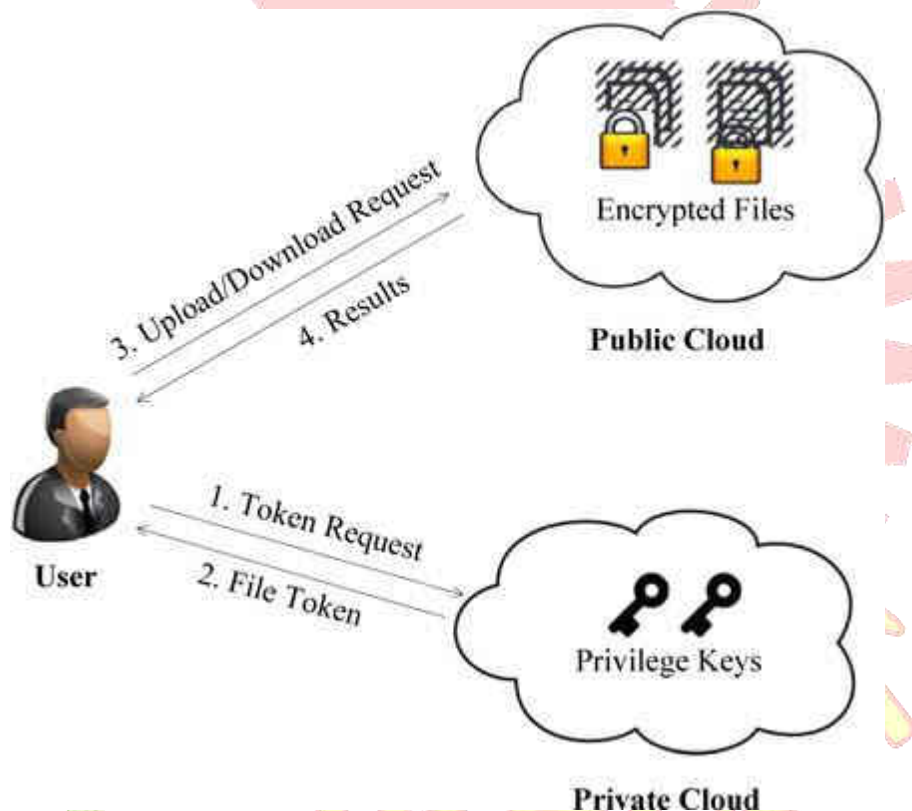 Encrypted Files
Public Cloud
3. Upload/Download Request
4. Results
1. Token Request
2. File Token
User
Privilege Keys
Private Cloud